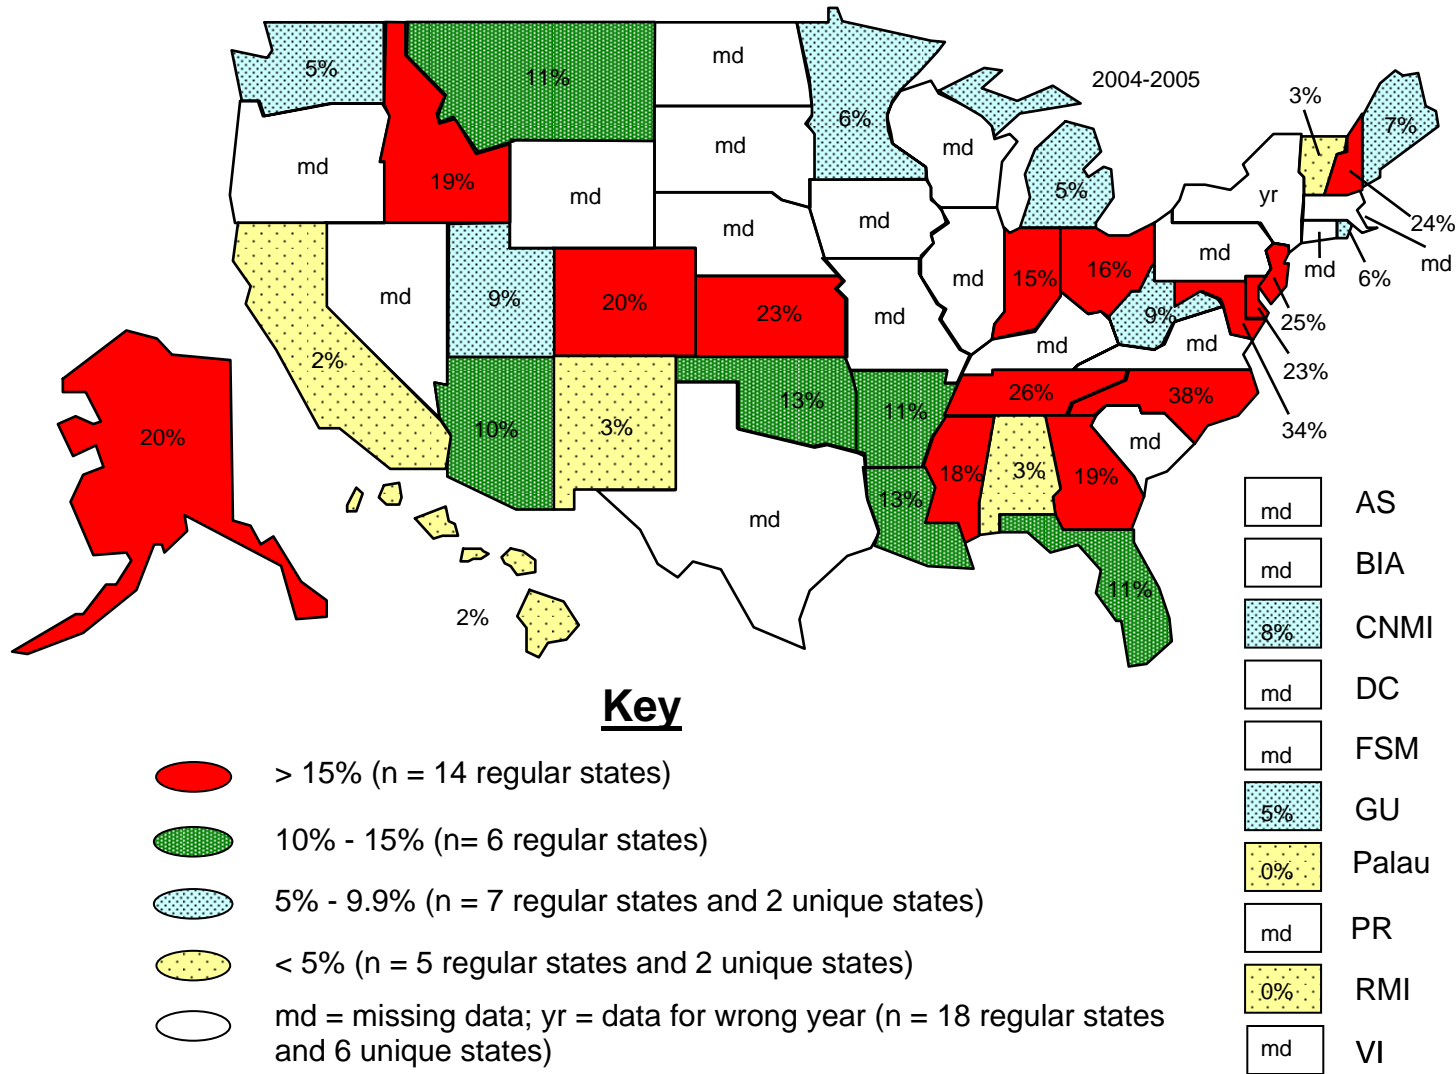 2004-2005
5%
11%
md
6%
md
3%
7%
md
19%
md
md
5%
yr
24%
md
md
md
md
9%
20%
23%
md
md
15%
16%
md
md
6%
md
25%
23%
34%
9%
md
md
2%
10%
3%
13%
11%
26%
38%
md
18%
3%
19%
13%
md
11%
20%
2%
md AS
md BIA
8% CNMI
md DC
md FSM
5% GU
0% Palau
md PR
0% RMI
md VI
Key
> 15% (n = 14 regular states)
10% - 15% (n= 6 regular states)
5% - 9.9% (n = 7 regular states and 2 unique states)
< 5% (n = 5 regular states and 2 unique states)
md = missing data; yr = data for wrong year (n = 18 regular states
and 6 unique states)